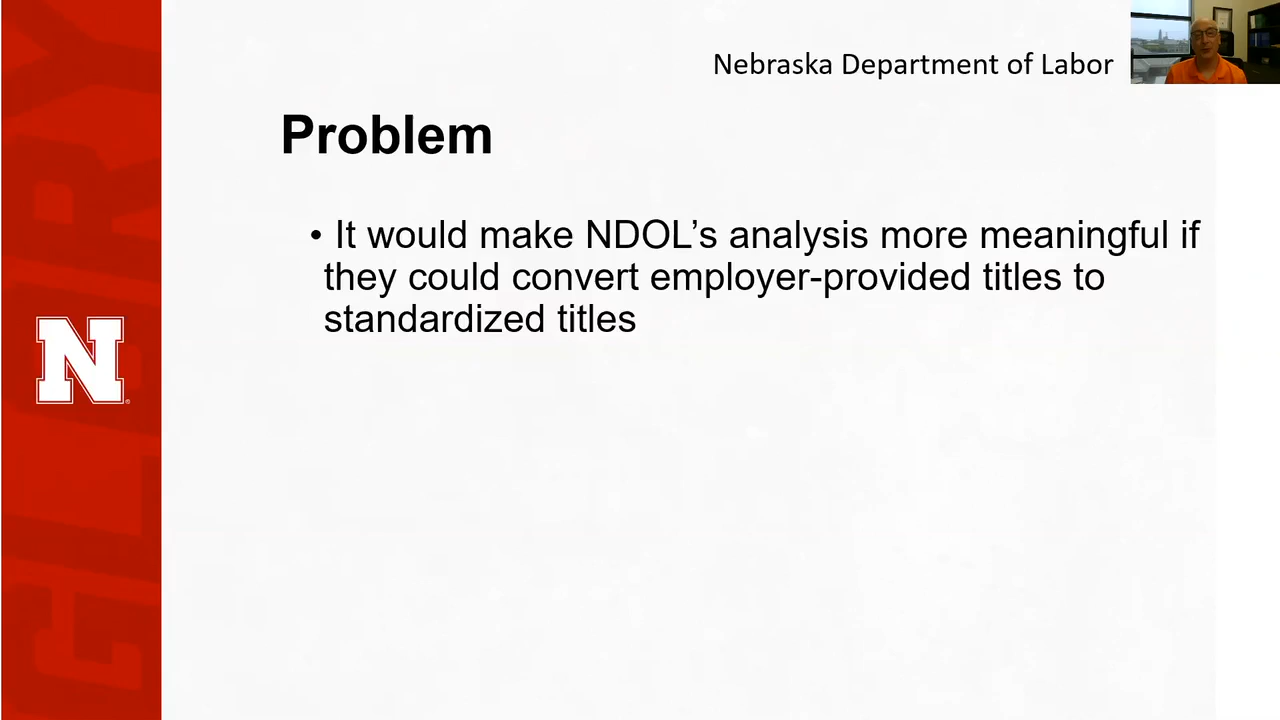 Nebraska Department of Labor
Problem
• It would make NDOL’s analysis more meaningful if
they could convert employer-provided titles to
standardized titles
N
GLORY